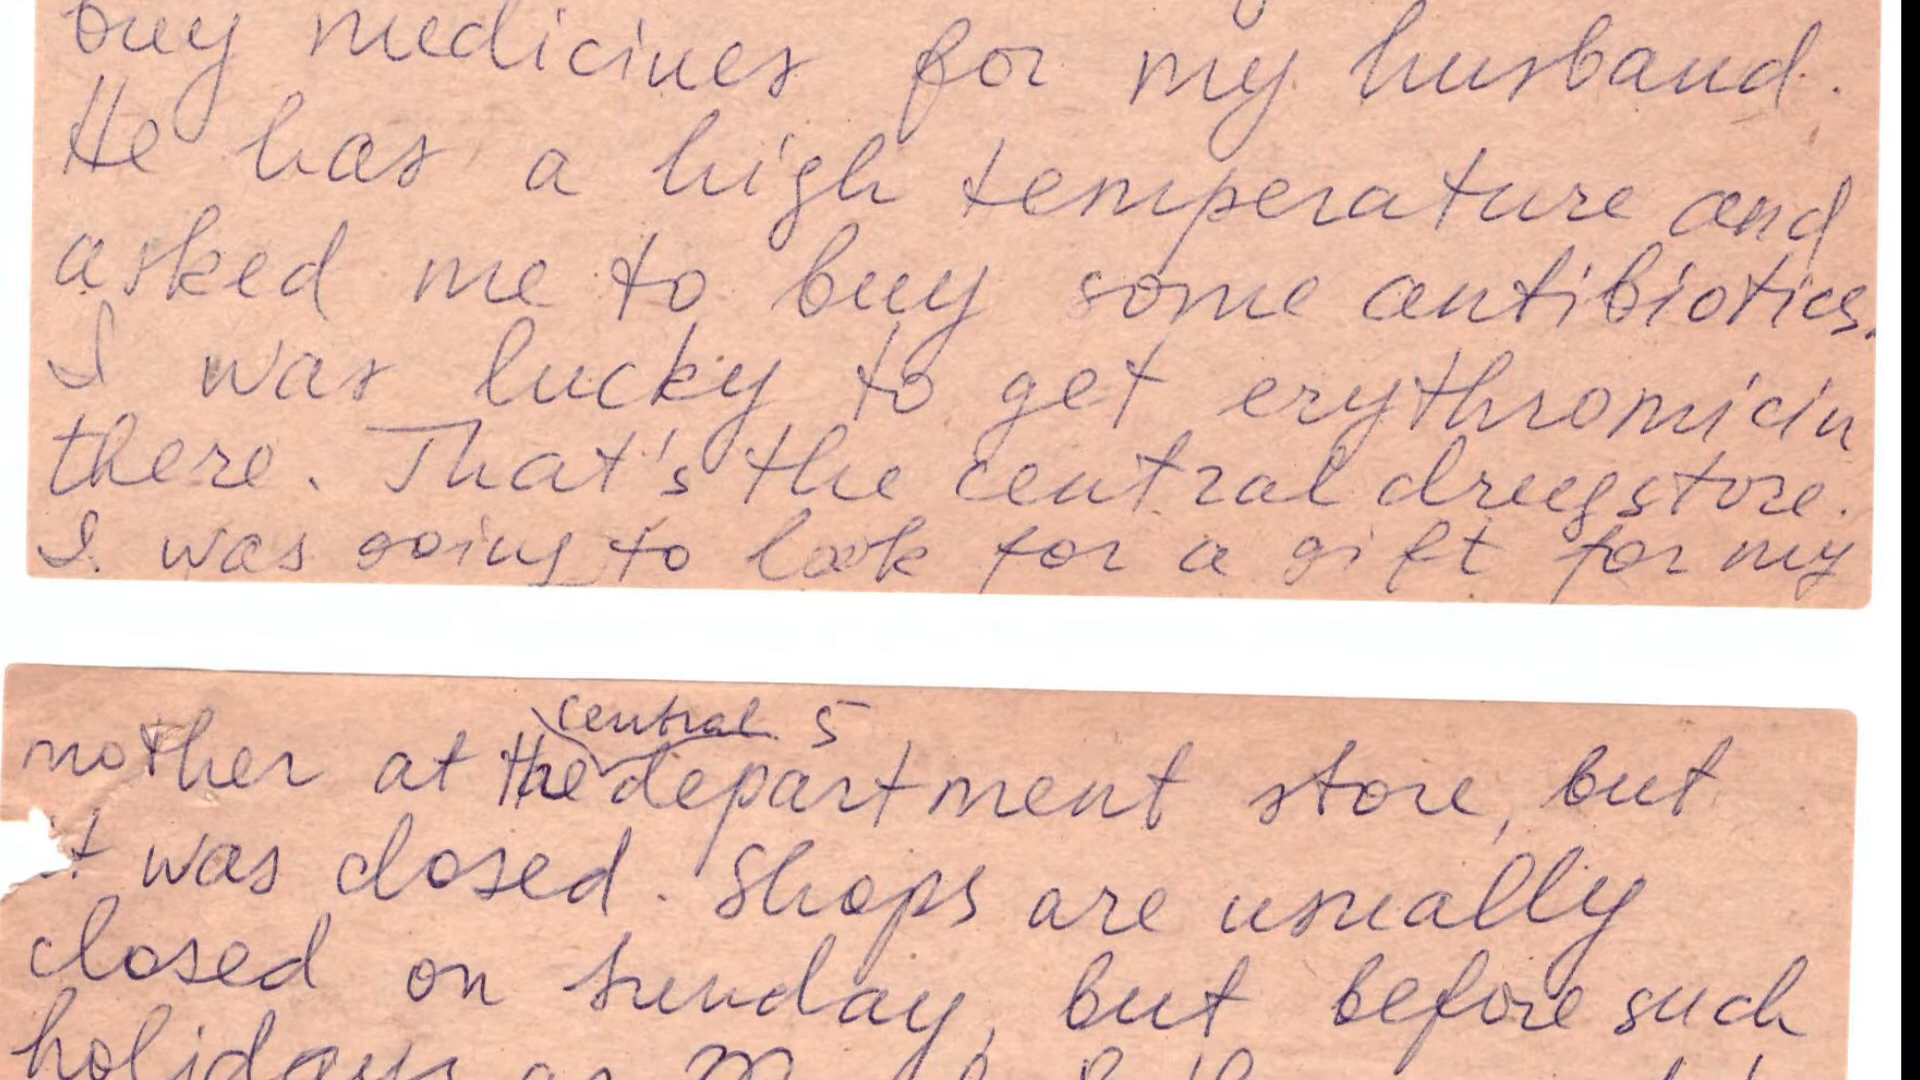 buy medicines for my husband.
He has a high temperature and
asked me to buy some antibiotics.
I was lucky to get erythromicin
there. That's the central drugstore.
I was going to look for a gift for my
central 5
mother at the department store, but
it was closed. Shops are usually
closed on Sunday, but before such
holidays as